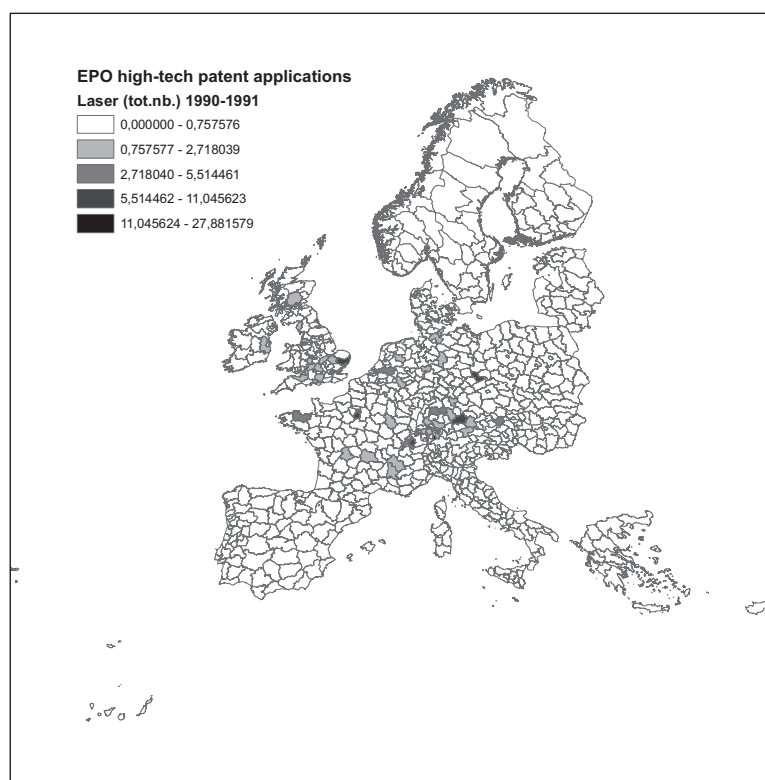 EPO high-tech patent applications
Laser (tot.nb.) 1990-1991
0,000000 - 0,757576
0,757577 - 2,718039
2,718040 - 5,514461
5,514462 - 11,045623
11,045624 - 27,881579